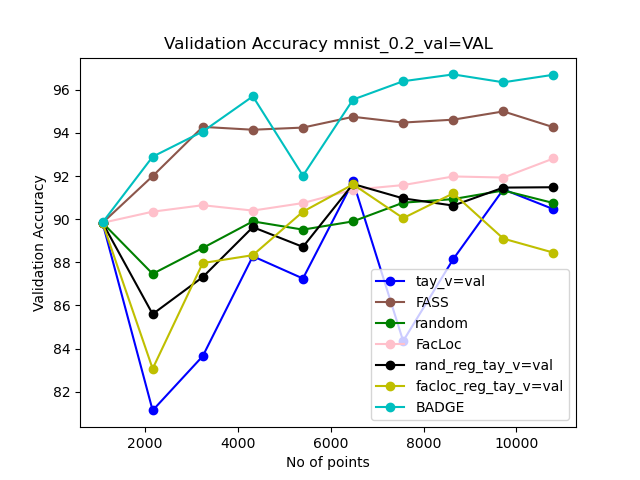 Validation Accuracy mnist_0.2_val=VAL
Validation Accuracy
96
94
92
90
88
86
84
82
2000 4000 6000 8000 10000
No of points
tay_v=val
FASS
random
FacLoc
rand_reg_tay_v=val
facloc_reg_tay_v=val
BADGE